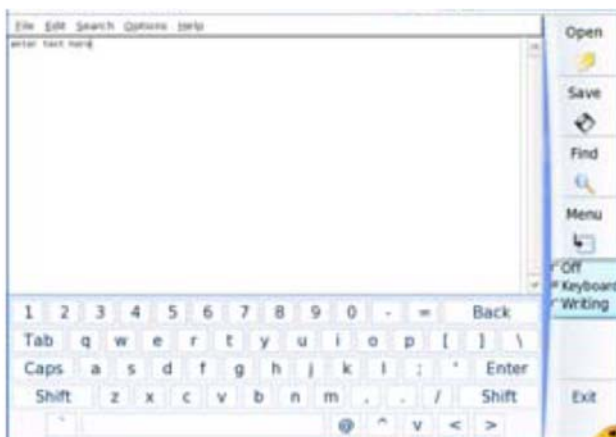 File Edit Search Options Help
enter text here
1 2 3 4 5 6 7 8 9 0 - = Back
Tab q w e r t y u i o p [ ] \
Caps a s d f g h j k l ; ' Enter
Shift z x c v b n m , . / Shift
` @ ^ v < >
Open
Save
Find
Menu
Off
Keyboard
Writing
Exit